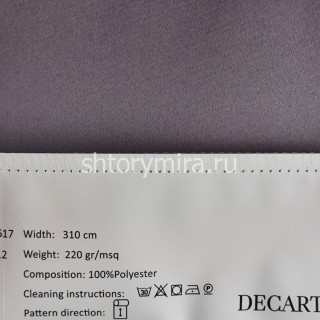 shtorymira.ru
517 Width: 310 cm
.2 Weight: 220 gr/msq
Composition: 100%Polyester
Cleaning instructions: 30 P
DECART
Pattern direction: